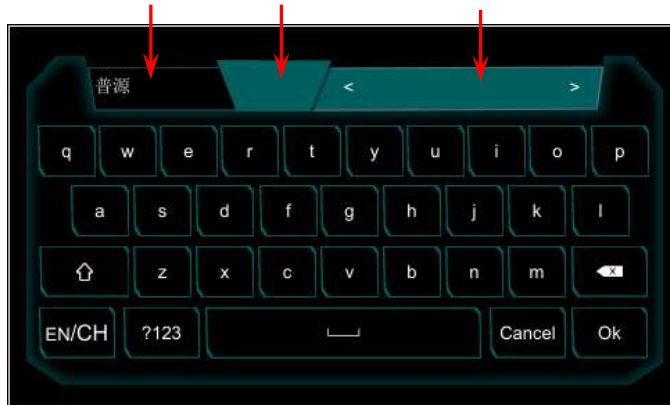 普源 < >
q w e r t y u i o p
a s d f g h j k l
z x c v b n m x
EN/CH ?123 Cancel Ok